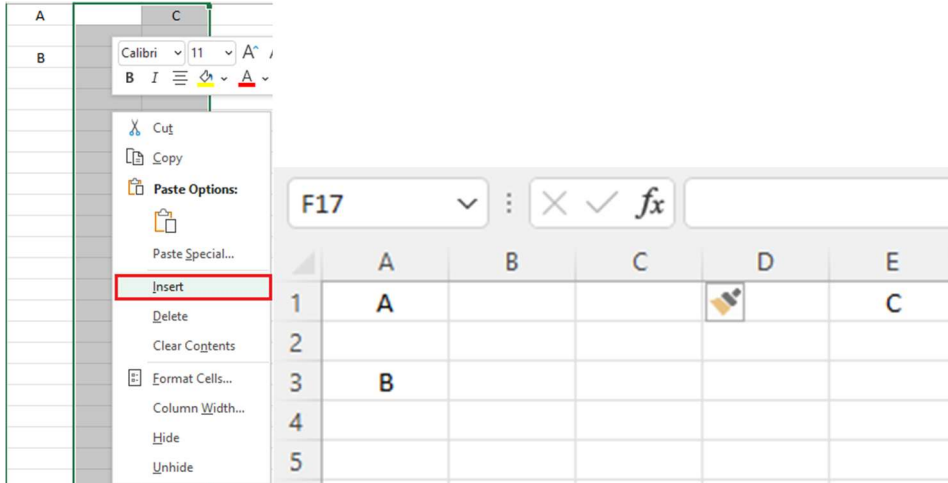 A C
B
Calibri 11 A A
B I A
Cut
Copy
Paste Options:
Paste Special...
Insert
Delete
Clear Contents
Format Cells...
Column Width...
Hide
Unhide
F17 fx
A B C D E
1 A C
2
3 B
4
5